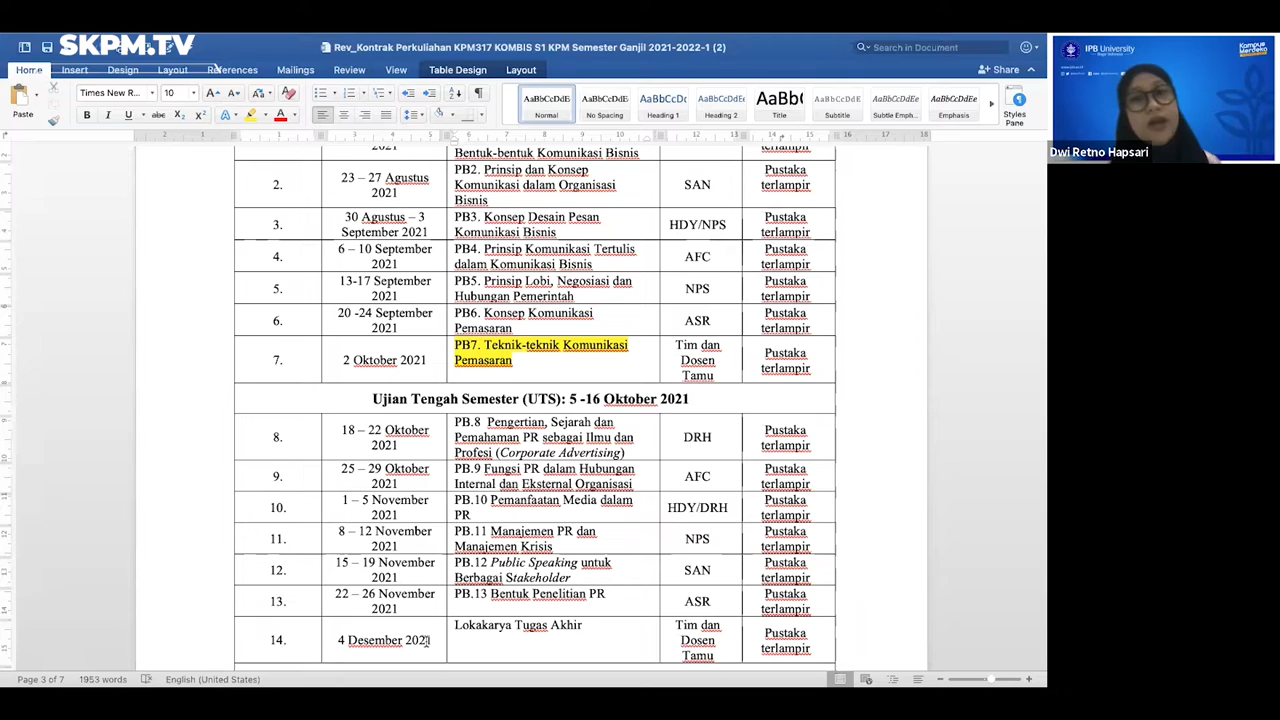 SKPM.TV
Rev_Kontrak Perkuliahan KPM317 KOMBIS S1 KPM Semester Ganjil 2021-2022-1 (2)
Search in Document
Home Insert Design Layout References Mailings Review View Table Design Layout
Share
Paste
Times New R... 10
AaBbCcDdE AaBbCcDdE AaBbCcDc AaBbCcDdE AaBbC AaBbCcDdE AaBbCcDdE AaBbCcDdE
Normal No Spacing Heading 1 Heading 2 Title Subtitle Subtle Emph... Emphasis
Styles
Pane
IPB University
Kampus
Merdeka
Dwi Retno Hapsari
2021 Bentuk-bentuk Komunikasi Bisnis terlampir
2. 23 – 27 Agustus 2021 PB2. Prinsip dan Konsep
Komunikasi dalam Organisasi
Bisnis SAN Pustaka
terlampir
3. 30 Agustus – 3
September 2021 PB3. Konsep Desain Pesan
Komunikasi Bisnis HDY/NPS Pustaka
terlampir
4. 6 – 10 September
2021 PB4. Prinsip Komunikasi Tertulis
dalam Komunikasi Bisnis AFC Pustaka
terlampir
5. 13-17 September
2021 PB5. Prinsip Lobi, Negosiasi dan
Hubungan Pemerintah NPS Pustaka
terlampir
6. 20 -24 September
2021 PB6. Konsep Komunikasi
Pemasaran ASR Pustaka
terlampir
7. 2 Oktober 2021 PB7. Teknik-teknik Komunikasi
Pemasaran Tim dan
Dosen
Tamu Pustaka
terlampir
Ujian Tengah Semester (UTS): 5 -16 Oktober 2021
8. 18 – 22 Oktober
2021 PB.8 Pengertian, Sejarah dan
Pemahaman PR sebagai Ilmu dan
Profesi (Corporate Advertising) DRH Pustaka
terlampir
9. 25 – 29 Oktober
2021 PB.9 Fungsi PR dalam Hubungan
Internal dan Eksternal Organisasi AFC Pustaka
terlampir
10. 1 – 5 November
2021 PB.10 Pemanfaatan Media dalam
PR HDY/DRH Pustaka
terlampir
11. 8 – 12 November
2021 PB.11 Manajemen PR dan
Manajemen Krisis NPS Pustaka
terlampir
12. 15 – 19 November
2021 PB.12 Public Speaking untuk
Berbagai Stakeholder SAN Pustaka
terlampir
13. 22 – 26 November
2021 PB.13 Bentuk Penelitian PR ASR Pustaka
terlampir
14. 4 Desember 2021 Lokakarya Tugas Akhir Tim dan
Dosen
Tamu Pustaka
terlampir
Page 3 of 7 1953 words English (United States)